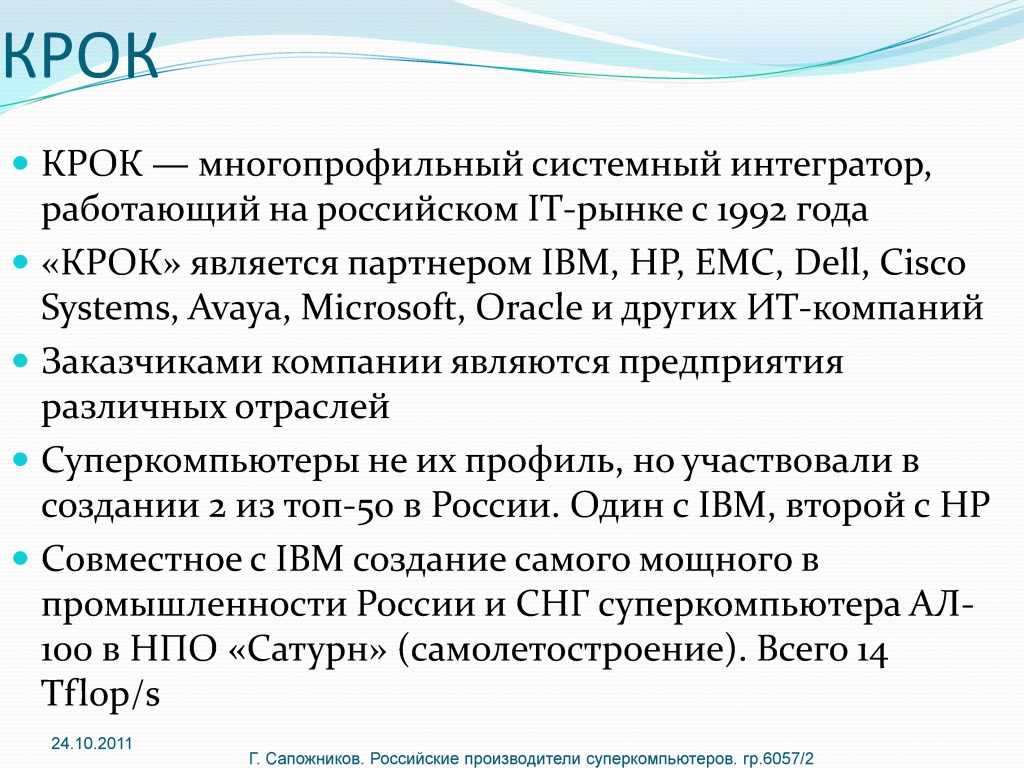 КРОК
КРОК — многопрофильный системный интегратор,
работающий на российском IT-рынке с 1992 года
«КРОК» является партнером IBM, HP, EMC, Dell, Cisco
Systems, Avaya, Microsoft, Oracle и других ИТ-компаний
Заказчиками компании являются предприятия
различных отраслей
Суперкомпьютеры не их профиль, но участвовали в
создании 2 из топ-50 в России. Один с IBM, второй с HP
Совместное с IBM создание самого мощного в
промышленности России и СНГ суперкомпьютера АЛ-
100 в НПО «Сатурн» (самолетостроение). Всего 14
Tflop/s
24.10.2011
Г. Сапожников. Российские производители суперкомпьютеров. гр.6057/2